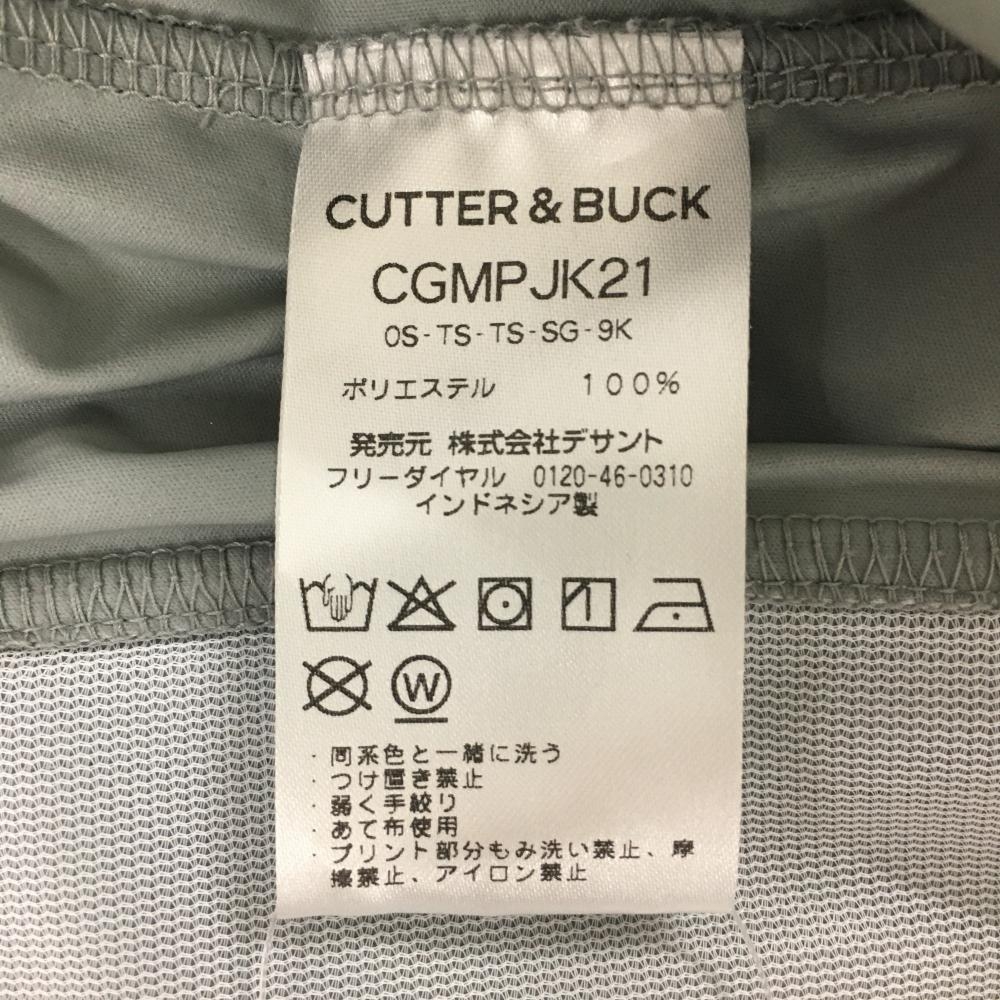 CUTTER & BUCK
CGMPJK21
OS-TS-TS-SG-9K
ポリエステル 100%
発売元 株式会社デサント
フリーダイヤル 0120-46-0310
インドネシア製
W
・同系色と一緒に洗う
・つけ置き禁止
・弱く手絞り
・あて布使用
・プリント部分もみ洗い禁止、摩
擦禁止、アイロン禁止